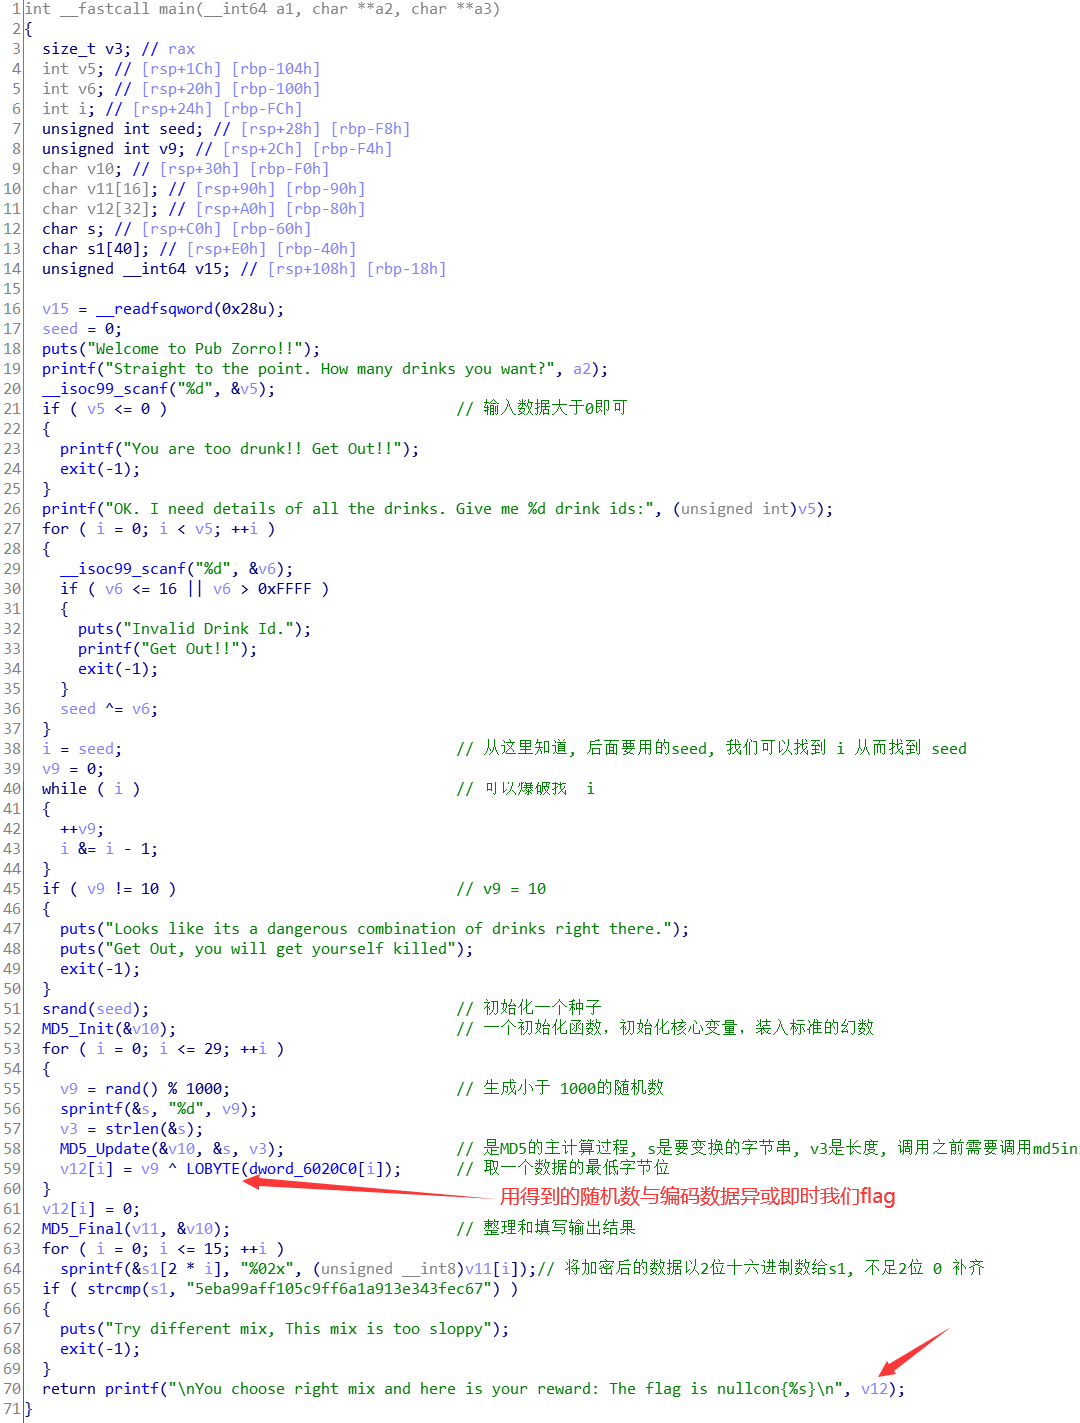 1 int __fastcall main(__int64 a1, char **a2, char **a3)
2 {
3   size_t v3; // rax
4   int v5; // [rsp+1Ch] [rbp-104h]
5   int v6; // [rsp+20h] [rbp-100h]
6   int i; // [rsp+24h] [rbp-FCh]
7   unsigned int seed; // [rsp+28h] [rbp-F8h]
8   unsigned int v9; // [rsp+2Ch] [rbp-F4h]
9   char v10; // [rsp+30h] [rbp-F0h]
10   char v11[16]; // [rsp+90h] [rbp-90h]
11   char v12[32]; // [rsp+A0h] [rbp-80h]
12   char s; // [rsp+C0h] [rbp-60h]
13   char s1[40]; // [rsp+E0h] [rbp-40h]
14   unsigned __int64 v15; // [rsp+108h] [rbp-18h]
15
16   v15 = __readfsqword(0x28u);
17   seed = 0;
18   puts("Welcome to Pub Zorro!!");
19   printf("Straight to the point. How many drinks you want?", a2);
20   __isoc99_scanf("%d", &v5);
21   if ( v5 <= 0 ) // 输入数据大于0即可
22   {
23     printf("You are too drunk!! Get Out!!");
24     exit(-1);
25   }
26   printf("OK. I need details of all the drinks. Give me %d drink ids:", (unsigned int)v5);
27   for ( i = 0; i < v5; ++i )
28   {
29     __isoc99_scanf("%d", &v6);
30     if ( v6 <= 16 || v6 > 0xFFFF )
31     {
32       puts("Invalid Drink Id.");
33       printf("Get Out!!");
34       exit(-1);
35     }
36     seed ^= v6;
37   }
38   i = seed; // 从这里知道, 后面要用的seed, 我们可以找到 i 从而找到 seed
39   v9 = 0;
40   while ( i ) // 可以爆破找 i
41   {
42     ++v9;
43     i &= i - 1;
44   }
45   if ( v9 != 10 ) // v9 = 10
46   {
47     puts("Looks like its a dangerous combination of drinks right there.");
48     puts("Get Out, you will get yourself killed");
49     exit(-1);
50   }
51   srand(seed); // 初始化一个种子
52   MD5_Init(&v10); // 一个初始化函数，初始化核心变量，装入标准的幻数
53   for ( i = 0; i <= 29; ++i )
54   {
55     v9 = rand() % 1000; // 生成小于 1000的随机数
56     sprintf(&s, "%d", v9);
57     v3 = strlen(&s);
58     MD5_Update(&v10, &s, v3); // 是MD5的主计算过程, s是要变换的字节串, v3是长度, 调用之前需要调用md5in
59     v12[i] = v9 ^ LOBYTE(dword_6020C0[i]); // 取一个数据的最低字节位
60   }
用得到的随机数与编码数据异或即时我们flag
61   v12[i] = 0;
62   MD5_Final(v11, &v10); // 整理和填写输出结果
63   for ( i = 0; i <= 15; ++i )
64     sprintf(&s1[2 * i], "%02x", (unsigned __int8)v11[i]);// 将加密后的数据以2位十六进制数给s1, 不足2位 0 补齐
65   if ( strcmp(s1, "5eba99aff105c9ff6a1a913e343fec67") )
66   {
67     puts("Try different mix, This mix is too sloppy");
68     exit(-1);
69   }
70   return printf("\nYou choose right mix and here is your reward: The flag is nullcon{%s}\n", v12);
71 }